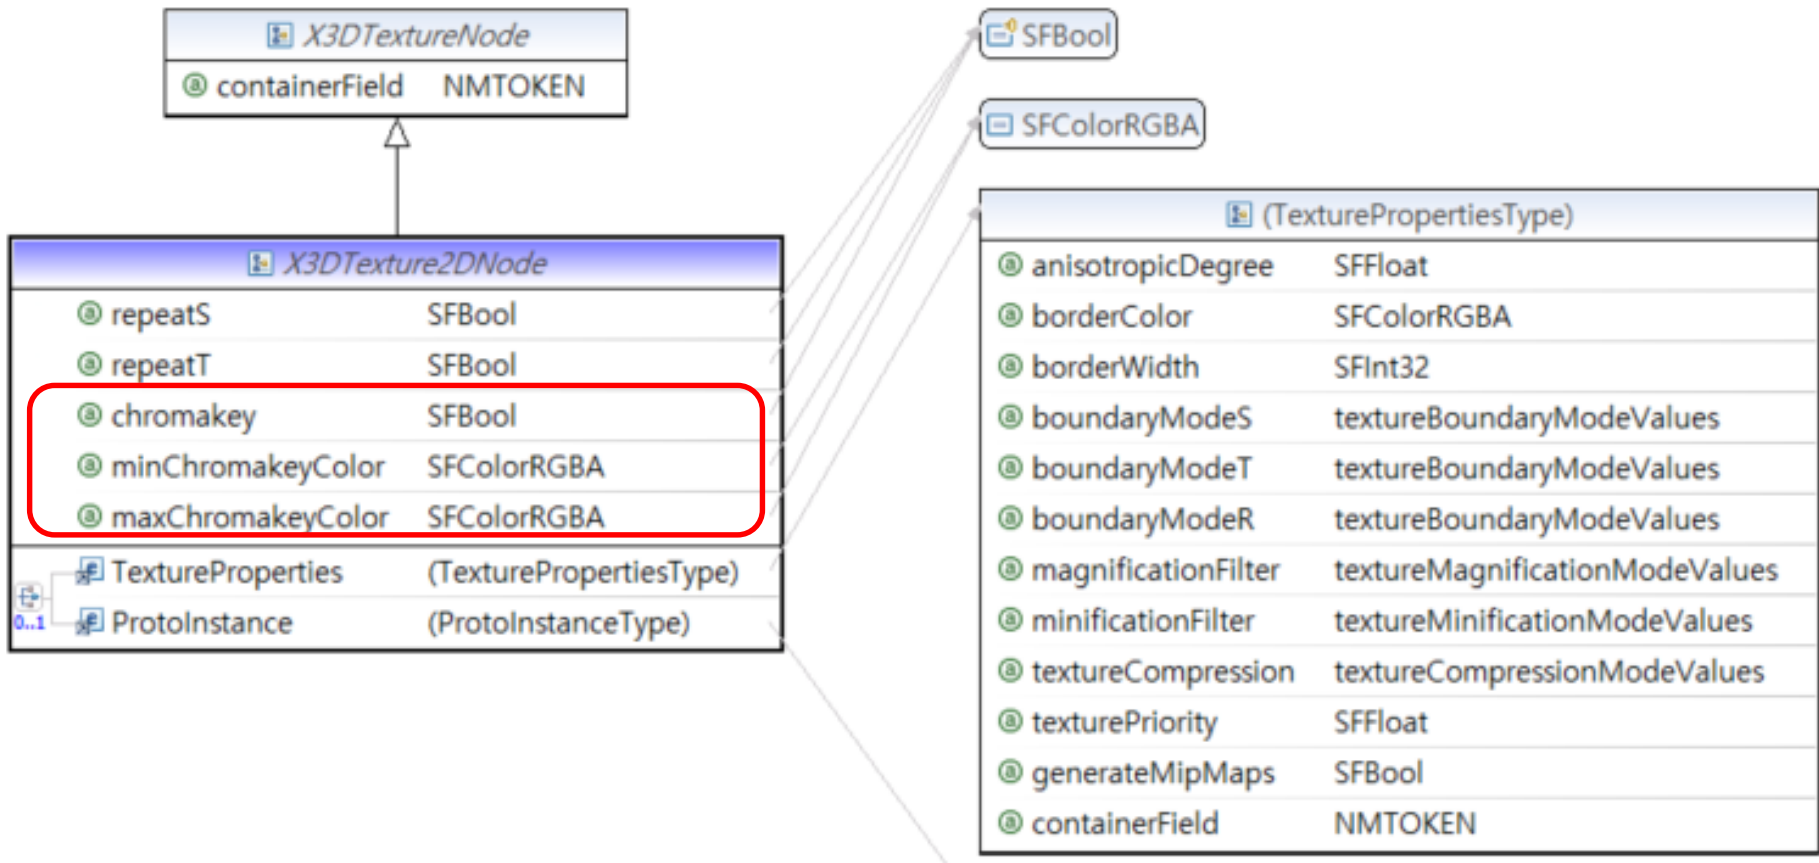 X3DTextureNode
containerField NMTOKEN
X3DTexture2DNode
repeatS SFBool
repeatT SFBool
chromakey SFBool
minChromakeyColor SFColorRGBA
maxChromakeyColor SFColorRGBA
TextureProperties (TexturePropertiesType)
0..1
ProtoInstance (ProtoInstanceType)
SFBool
SFColorRGBA
(TexturePropertiesType)
anisotropicDegree SFFloat
borderColor SFColorRGBA
borderWidth SFInt32
boundaryModeS textureBoundaryModeValues
boundaryModeT textureBoundaryModeValues
boundaryModeR textureBoundaryModeValues
magnificationFilter textureMagnificationModeValues
minificationFilter textureMinificationModeValues
textureCompression textureCompressionModeValues
texturePriority SFFloat
generateMipMaps SFBool
containerField NMTOKEN